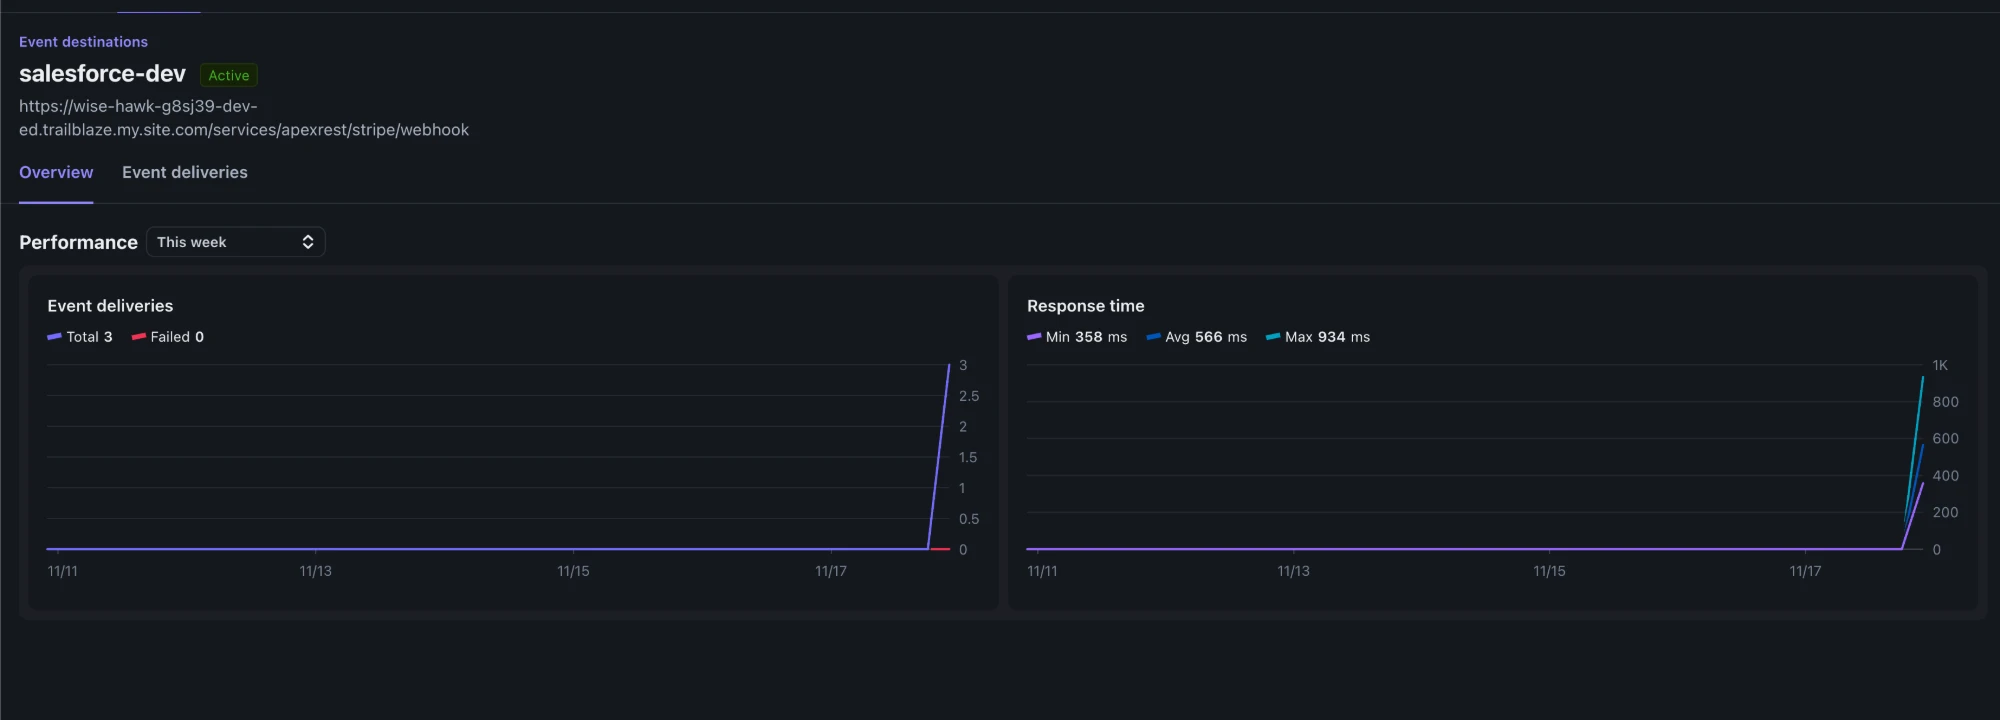 Event destinations
salesforce-dev Active
https://wise-hawk-g8sj39-dev-
ed.trailblaze.my.site.com/services/apexrest/stripe/webhook
Overview Event deliveries
Performance This week
Event deliveries
Total 3 Failed 0
3
2.5
2
1.5
1
0.5
0
11/11 11/13 11/15 11/17
Response time
Min 358 ms Avg 566 ms Max 934 ms
1K
800
600
400
200
0
11/11 11/13 11/15 11/17